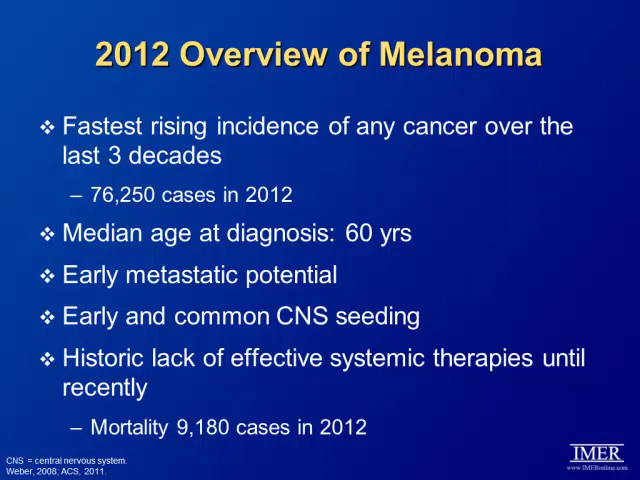 2012 Overview of Melanoma
❖ Fastest rising incidence of any cancer over the
last 3 decades
– 76,250 cases in 2012
❖ Median age at diagnosis: 60 yrs
❖ Early metastatic potential
❖ Early and common CNS seeding
❖ Historic lack of effective systemic therapies until
recently
– Mortality 9,180 cases in 2012
CNS = central nervous system.
Weber, 2008; ACS, 2011.
IMER
www.IMERonline.com